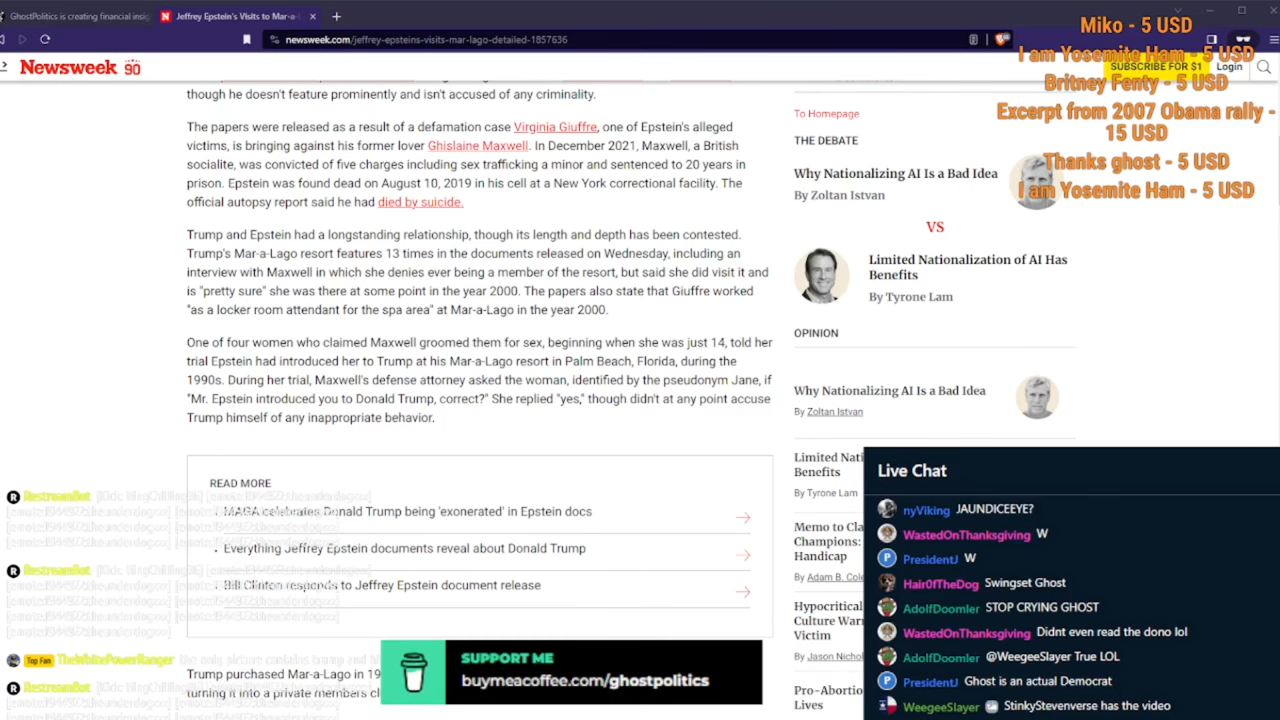 GhostPolitics is creating financial insig
Jeffrey Epstein's Visits to Mar-a-L
newsweek.com/jeffrey-epsteins-visits-mar-lago-detailed-1857636
Newsweek 90
SUBSCRIBE FOR $1
Login
Miko - 5 USD
I am Yosemite Ham - 5 USD
Britney Fenty - 5 USD
Excerpt from 2007 Obama rally -
15 USD
Thanks ghost - 5 USD
I am Yosemite Ham - 5 USD
though he doesn't feature prominently and isn't accused of any criminality.
The papers were released as a result of a defamation case Virginia Giuffre, one of Epstein's alleged
victims, is bringing against his former lover Ghislaine Maxwell. In December 2021, Maxwell, a British
socialite, was convicted of five charges including sex trafficking a minor and sentenced to 20 years in
prison. Epstein was found dead on August 10, 2019 in his cell at a New York correctional facility. The
official autopsy report said he had died by suicide.
Trump and Epstein had a longstanding relationship, though its length and depth has been contested.
Trump's Mar-a-Lago resort features 13 times in the documents released on Wednesday, including an
interview with Maxwell in which she denies ever being a member of the resort, but said she did visit it and
is "pretty sure" she was there at some point in the year 2000. The papers also state that Giuffre worked
"as a locker room attendant for the spa area" at Mar-a-Lago in the year 2000.
One of four women who claimed Maxwell groomed them for sex, beginning when she was just 14, told her
trial Epstein had introduced her to Trump at his Mar-a-Lago resort in Palm Beach, Florida, during the
1990s. During her trial, Maxwell's defense attorney asked the woman, identified by the pseudonym Jane, if
"Mr. Epstein introduced you to Donald Trump, correct?" She replied "yes," though didn't at any point accuse
Trump himself of any inappropriate behavior.
READ MORE
MAGA celebrates Donald Trump being 'exonerated' in Epstein docs
Everything Jeffrey Epstein documents reveal about Donald Trump
Bill Clinton responds to Jeffrey Epstein document release
Trump purchased Mar-a-Lago in 19
turning it into a private members cl
To Homepage
THE DEBATE
Why Nationalizing AI Is a Bad Idea
By Zoltan Istvan
VS
Limited Nationalization of AI Has
Benefits
By Tyrone Lam
OPINION
Why Nationalizing AI Is a Bad Idea
By Zoltan Istvan
Limited Nati
Benefits
By Tyrone Lam
Memo to Cla
Champions:
Handicap
By Adam B. Cole
Hypocritical
Culture War
Victim
By Jason Nichol
Pro-Abortio
Lives
RestreamBot
RestreamBot
Top Fan TheWhitePowerRanger the only picture contains trump and
RestreamBot
SUPPORT ME
buymeacoffee.com/ghostpolitics
Live Chat
nyViking JAUNDICEEYE?
WastedOnThanksgiving W
PresidentJ W
Hair0fTheDog Swingset Ghost
AdolfDoomler STOP CRYING GHOST
WastedOnThanksgiving Didnt even read the dono lol
AdolfDoomler @WeegeeSlayer True LOL
PresidentJ Ghost is an actual Democrat
WeegeeSlayer StinkyStevenverse has the video